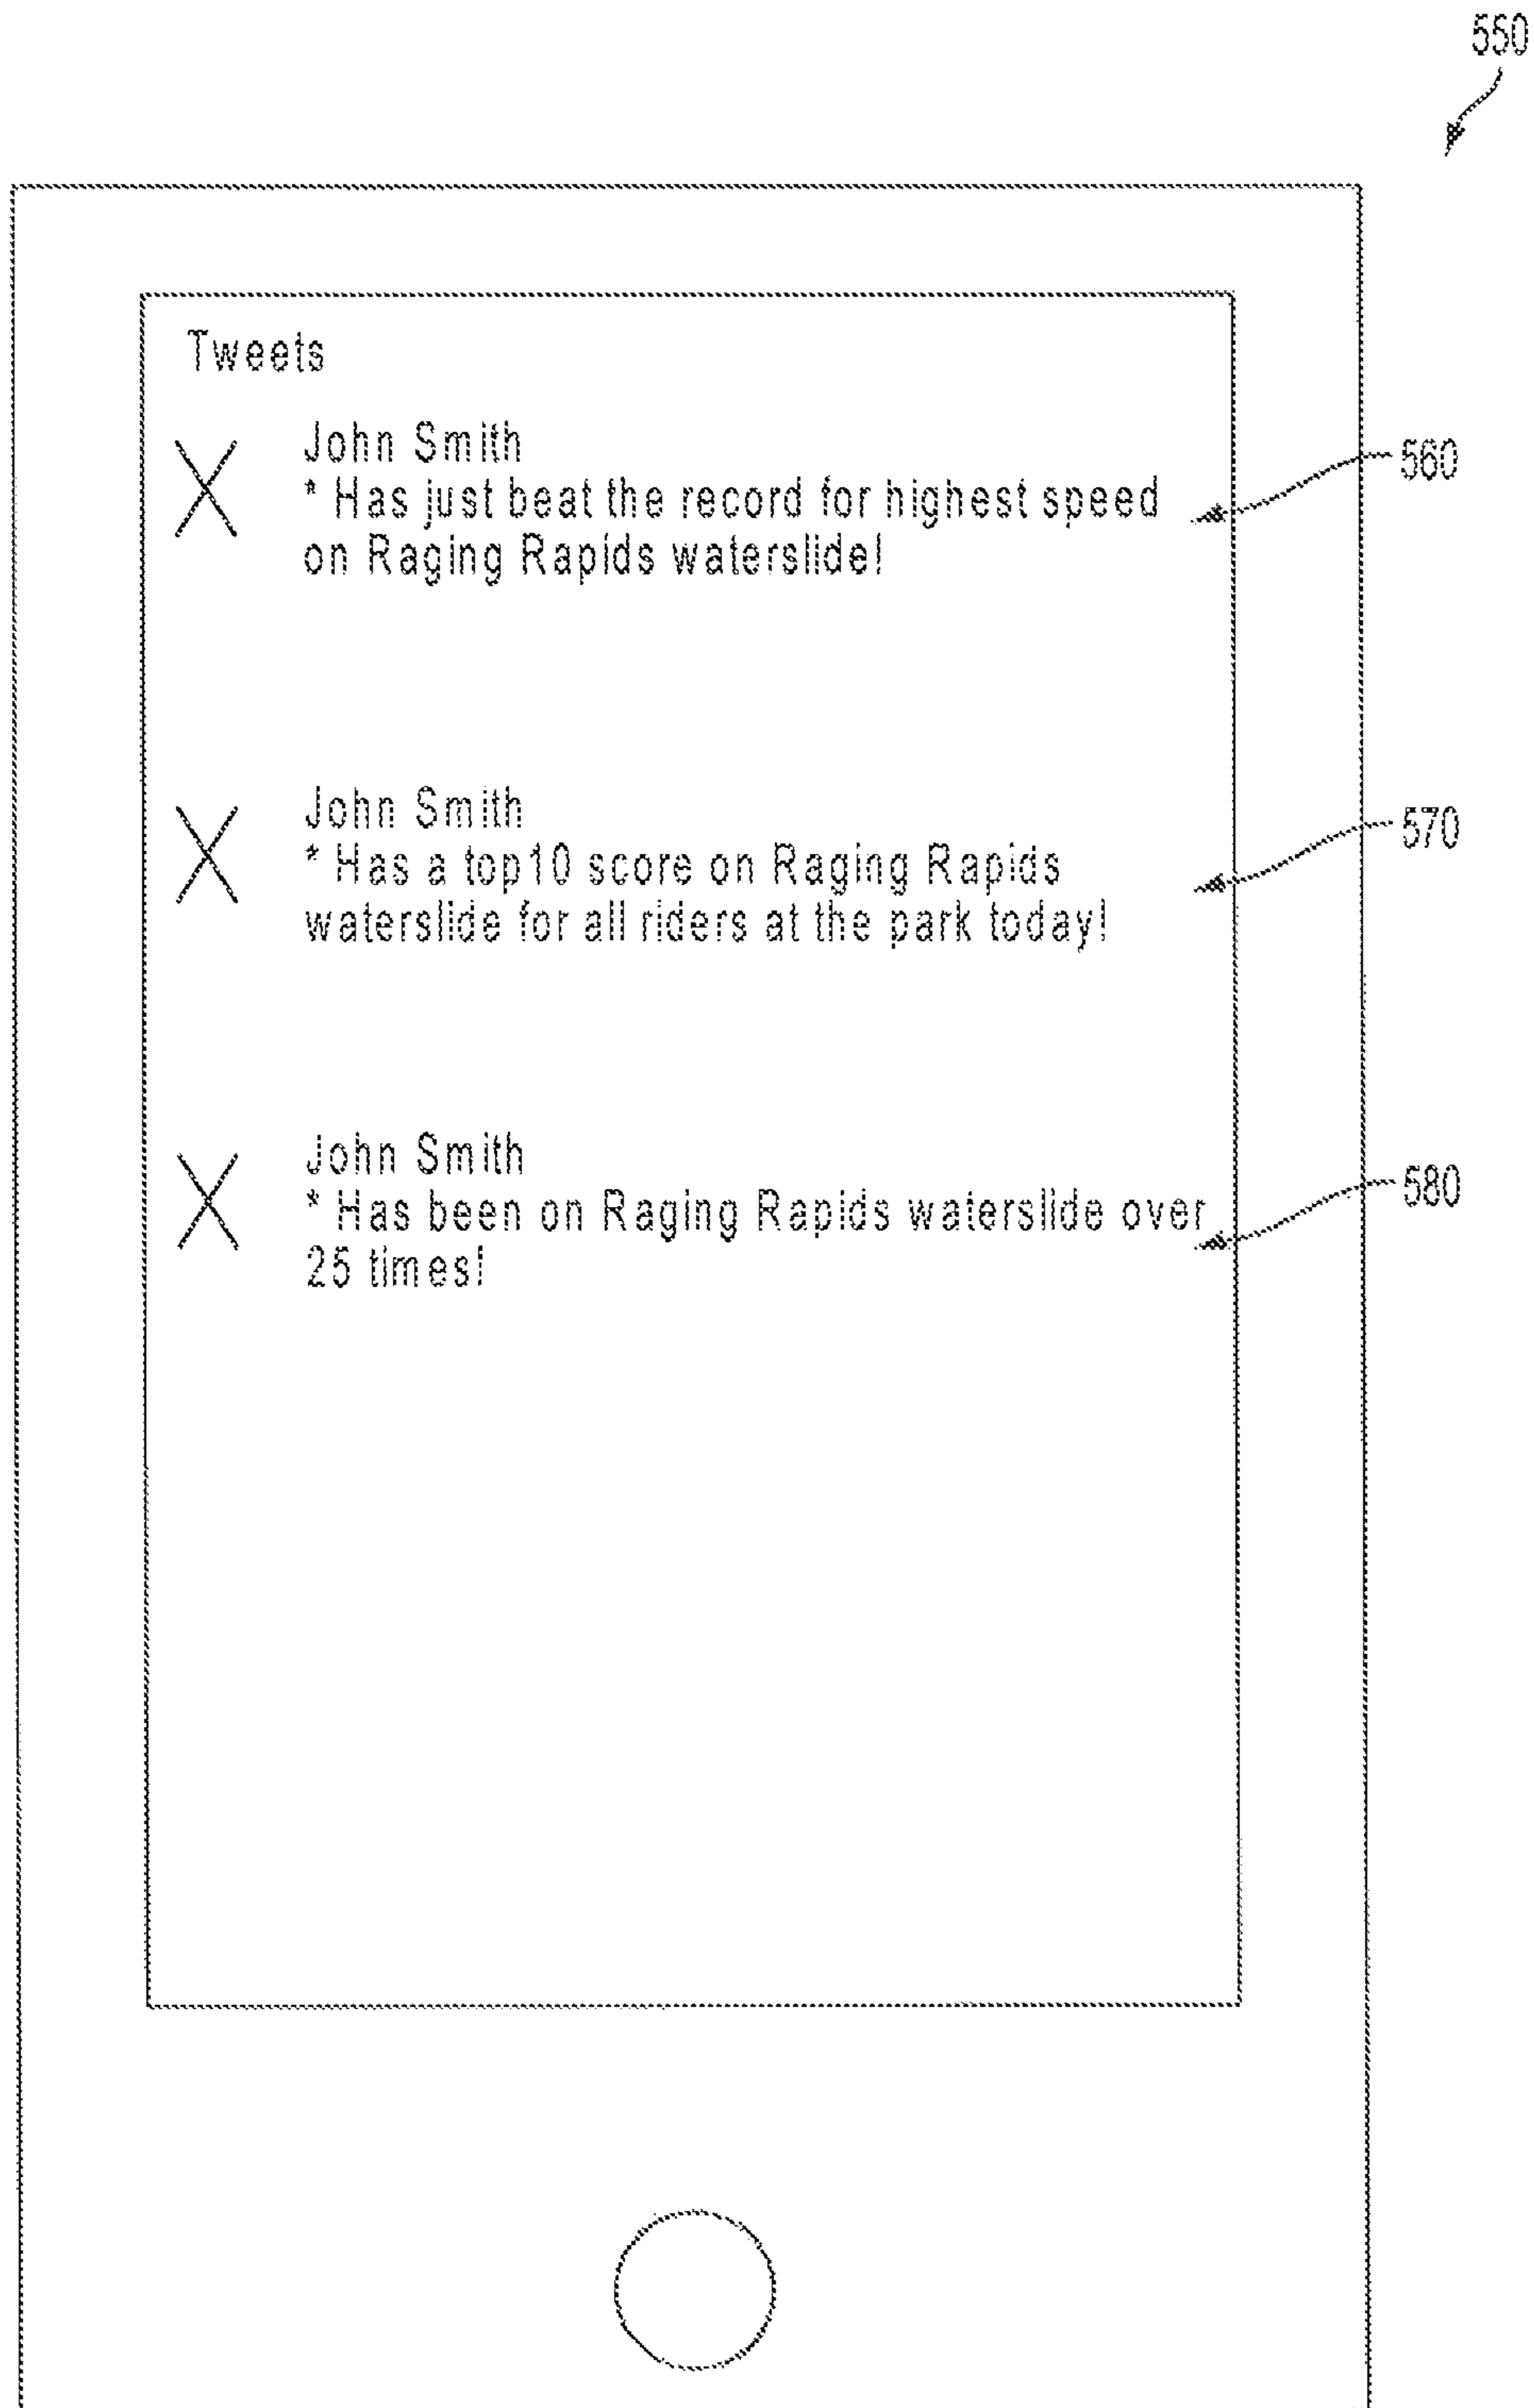 550
Tweets
John Smith
* Has just beat the record for highest speed
on Raging Rapids waterslide!
560
John Smith
* Has a top10 score on Raging Rapids
waterslide for all riders at the park today!
570
John Smith
* Has been on Raging Rapids waterslide over
25 times!
580